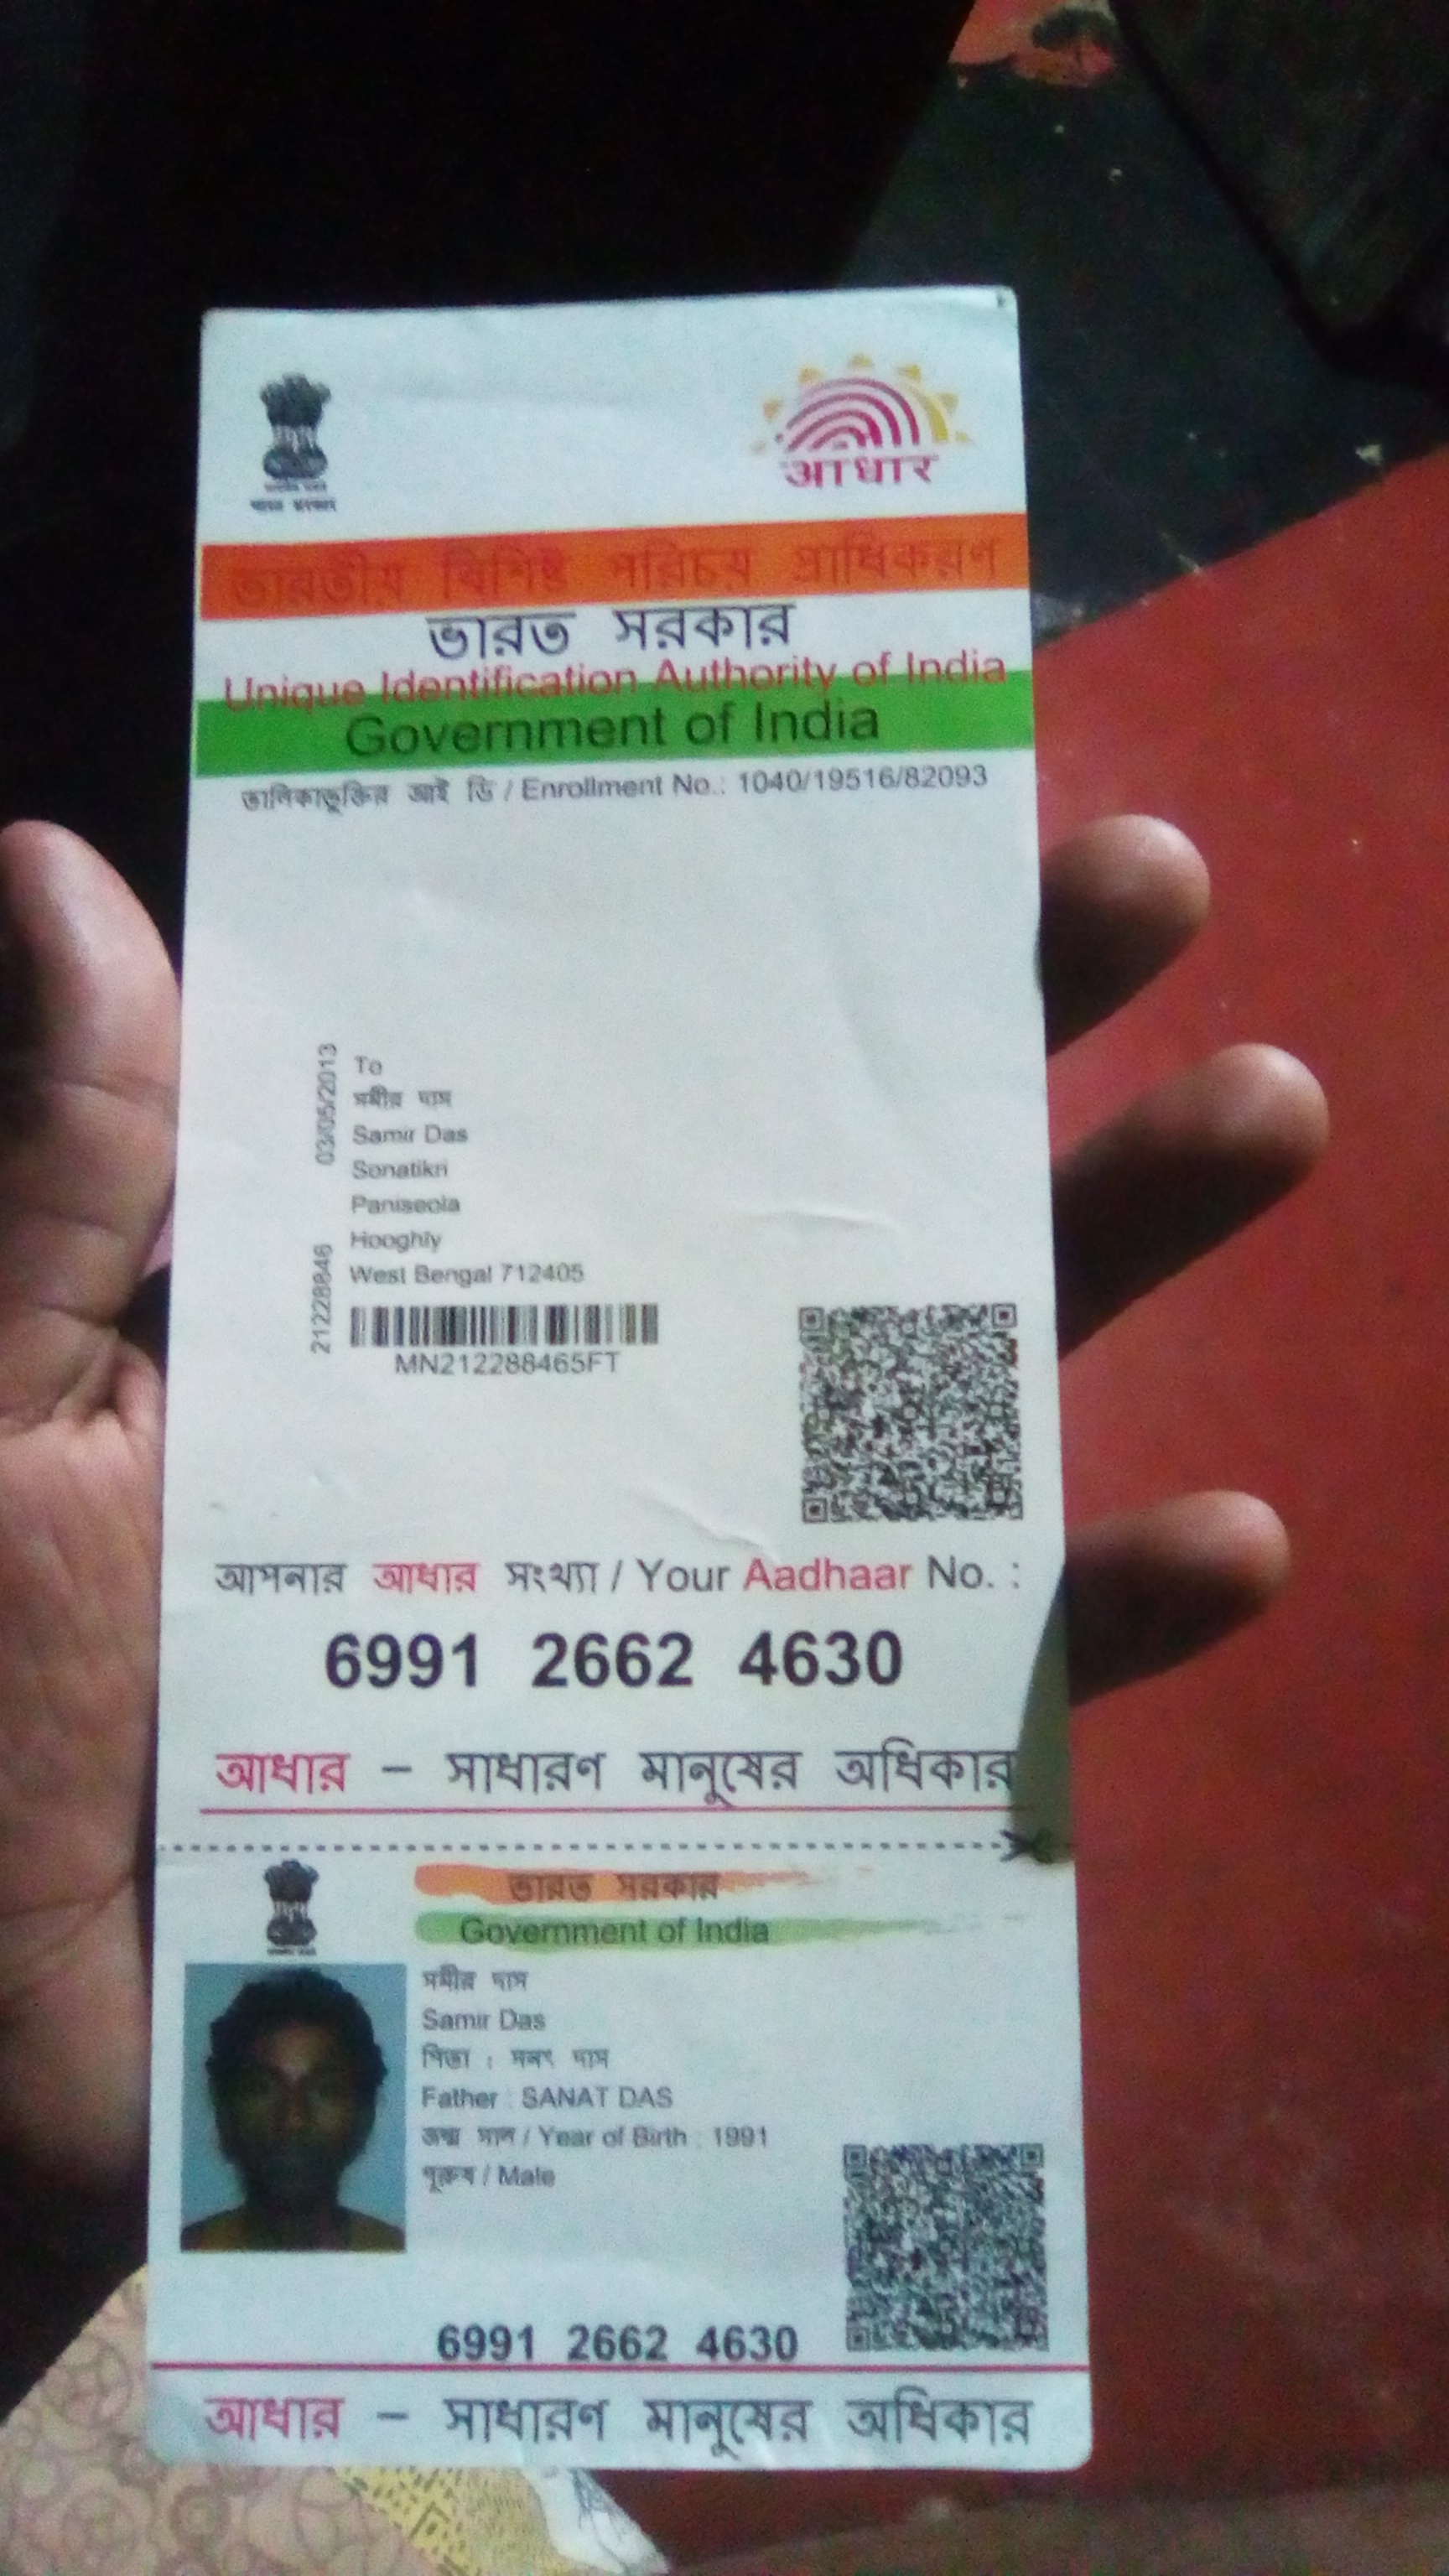 आधार
ভারতীয় বিশিষ্ট পরিচয় প্রাধিকরণ
ভারত সরকার
Unique Identification Authority of India
Government of India
তালিকাভুক্তির আই ডি / Enrollment No.: 1040/19516/82093
03/05/2013
To
সমীর দাস
Samir Das
Sonatikri
Paniseola
Hooghly
West Bengal 712405
21228846
MN212288465FT
আপনার আধার সংখ্যা / Your Aadhaar No. :
6991 2662 4630
আধার – সাধারণ মানুষের অধিকার
ভারত সরকার
Government of India
সমীর দাস
Samir Das
পিতা : সনৎ দাস
Father : SANAT DAS
জন্ম সাল / Year of Birth : 1991
পুরুষ / Male
6991 2662 4630
আধার – সাধারণ মানুষের অধিকার